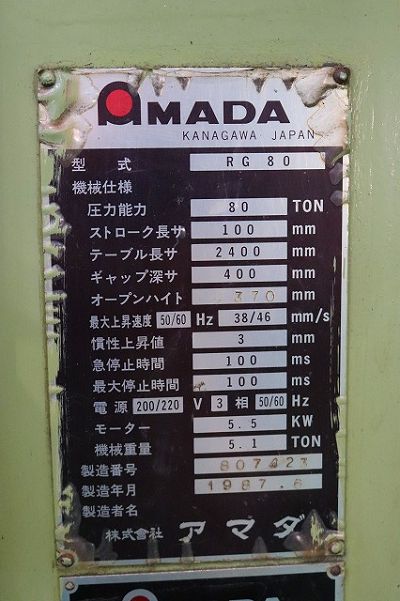 AMADA
KANAGAWA JAPAN
型式 RG 80
機械仕様
圧力能力 80 TON
ストローク長サ 100 mm
テーブル長サ 2400 mm
ギャップ深サ 400 mm
オープンハイト 370 mm
最大上昇速度 50/60 Hz 38/46 mm/s
慣性上昇値 3 mm
急停止時間 100 ms
最大停止時間 100 ms
電源 200/220 V 3 相 50/60 Hz
モーター 5.5 KW
機械重量 5.1 TON
製造番号 807423
製造年月 1987.6
製造者名
株式會社 アマダ